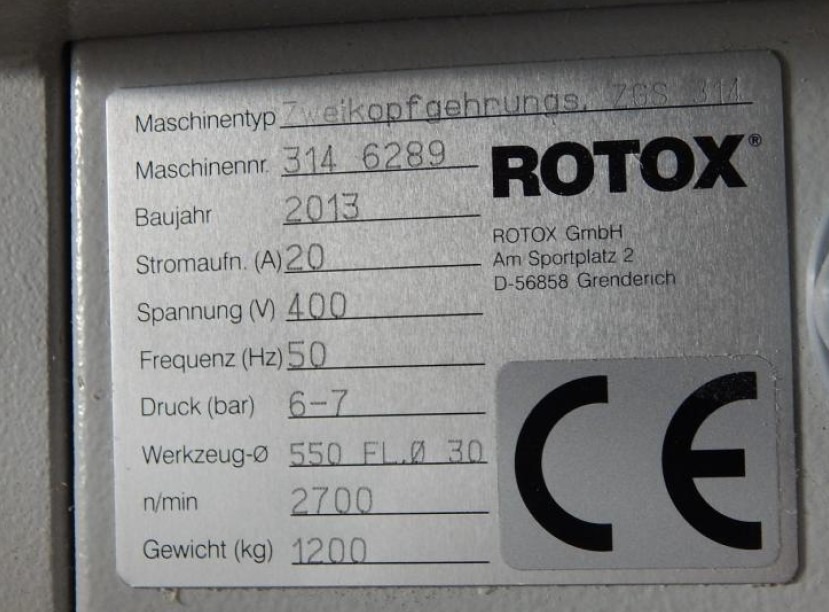 Maschinentyp Zweikopfgehrungs. ZGS 314
Maschinennr. 314 6289
ROTOX®
Baujahr 2013
ROTOX GmbH
Am Sportplatz 2
D-56858 Grenderich
Stromaufn. (A) 20
Spannung (V) 400
Frequenz (Hz) 50
Druck (bar) 6-7
Werkzeug-Ø 550 FL.Ø 30
n/min 2700
Gewicht (kg) 1200
CE